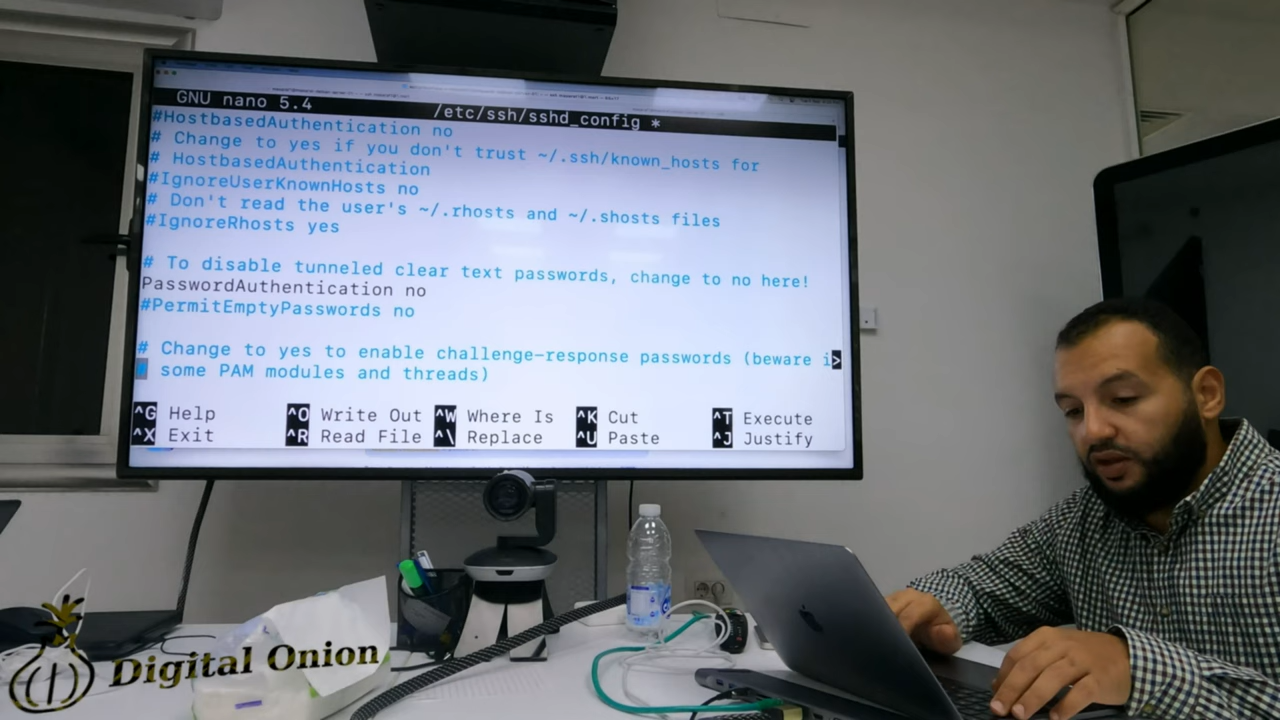 GNU nano 5.4
/etc/ssh/sshd_config *
#HostbasedAuthentication no
# Change to yes if you don't trust ~/.ssh/known_hosts for
# HostbasedAuthentication
#IgnoreUserKnownHosts no
# Don't read the user's ~/.rhosts and ~/.shosts files
#IgnoreRhosts yes
# To disable tunneled clear text passwords, change to no here!
PasswordAuthentication no
#PermitEmptyPasswords no
# Change to yes to enable challenge-response passwords (beware i>
# some PAM modules and threads)
^G Help ^O Write Out ^W Where Is ^K Cut ^T Execute
^X Exit ^R Read File ^\ Replace ^U Paste ^J Justify
Digital Onion